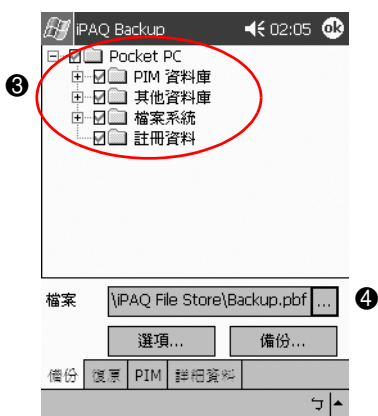 iPAQ Backup 02:05 ok
Pocket PC
❸
PIM 資料庫
其他資料庫
檔案系統
註冊資料
檔案 \iPAQ File Store\Backup.pbf ... ❹
選項... 備份...
備份 復原 PIM 詳細資料
ㄅ